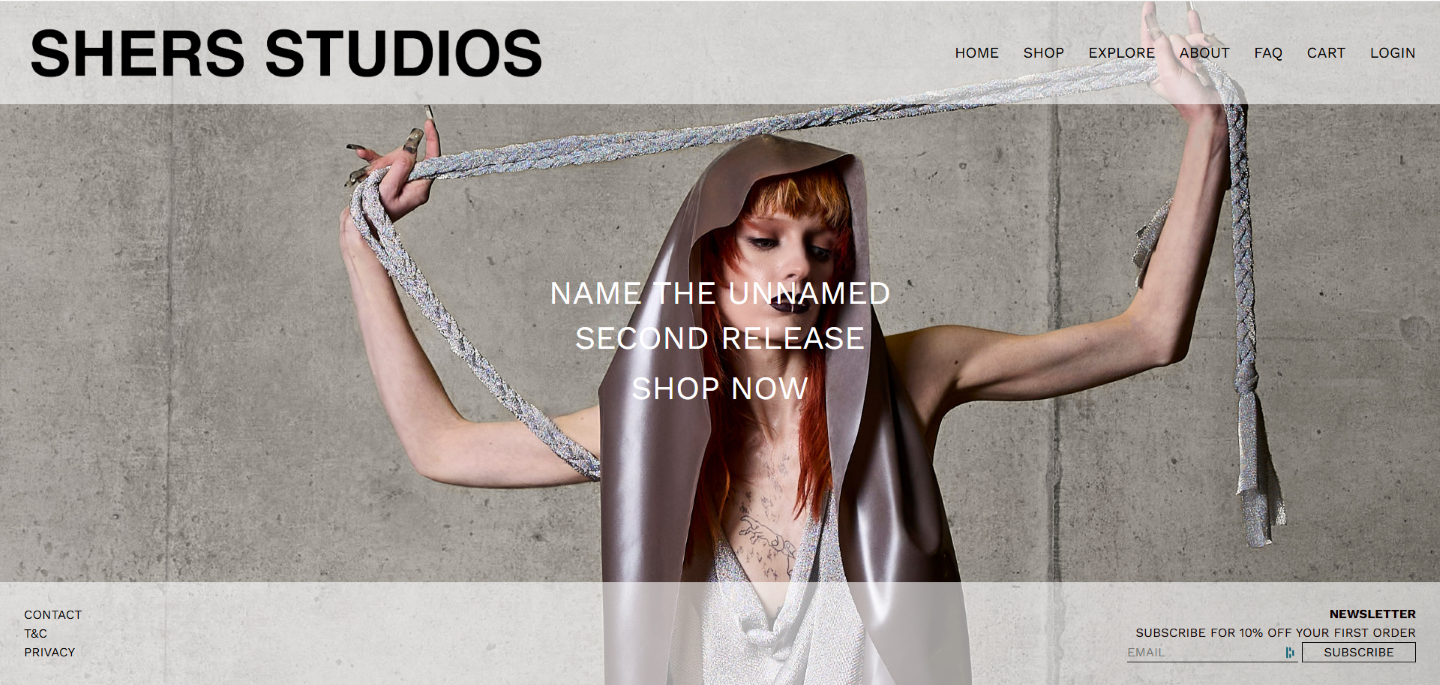 SHERS STUDIOS
HOME SHOP EXPLORE ABOUT FAQ CART LOGIN
NAME THE UNNAMED
SECOND RELEASE
SHOP NOW
CONTACT
T&C
PRIVACY
NEWSLETTER
SUBSCRIBE FOR 10% OFF YOUR FIRST ORDER
EMAIL SUBSCRIBE